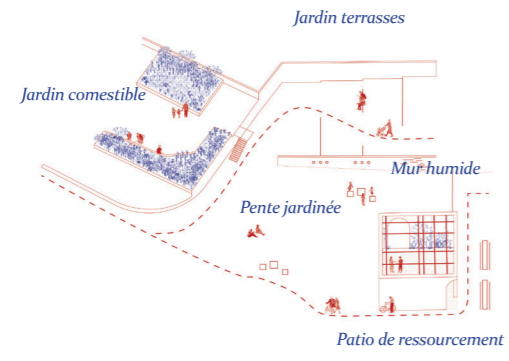 Jardin terrasses
Jardin comestible
Mur humide
Pente jardinée
Patio de ressourcement